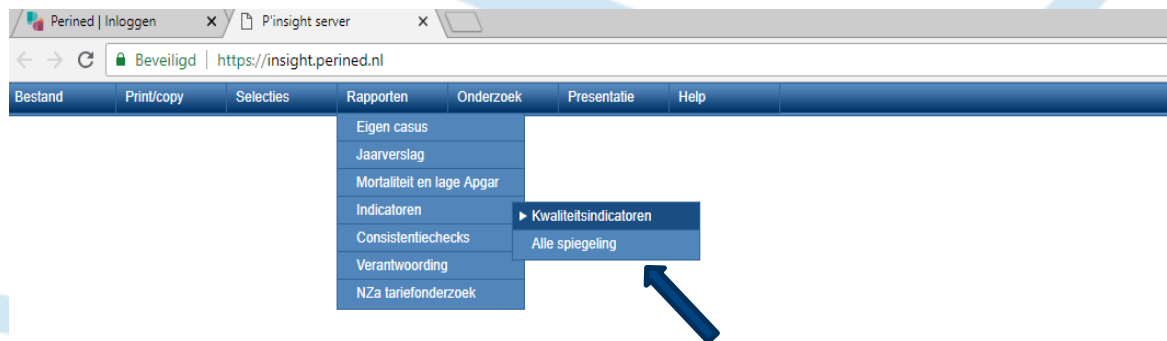 Perined | Inloggen x P'insight server x
Beveiligd | https://insight.perined.nl
Bestand Print/copy Selecties Rapporten Onderzoek Presentatie Help
Eigen casus
Jaarverslag
Mortaliteit en lage Apgar
Indicatoren
Kwaliteitsindicatoren
Consistentiechecks
Alle spiegeling
Verantwoording
NZa tariefonderzoek